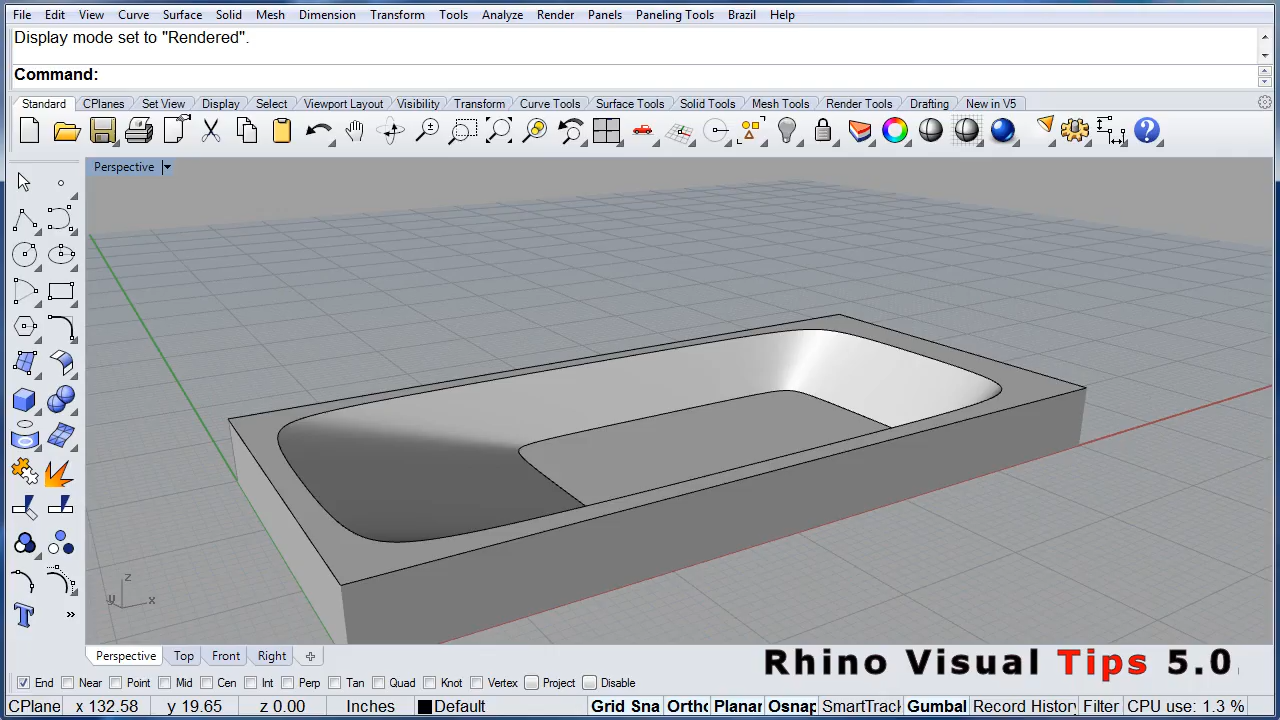 File Edit View Curve Surface Solid Mesh Dimension Transform Tools Analyze Render Panels Paneling Tools Brazil Help
Display mode set to "Rendered".
Command:
Standard CPlanes Set View Display Select Viewport Layout Visibility Transform Curve Tools Surface Tools Solid Tools Mesh Tools Render Tools Drafting New in V5
Perspective
z
y x
Perspective Top Front Right
Rhino Visual Tips 5.0
End Near Point Mid Cen Int Perp Tan Quad Knot Vertex Project Disable
CPlane x 132.58 y 19.65 z 0.00 Inches Default Grid Sna Ortho Planar Osnap SmartTrack Gumbal Record History Filter CPU use: 1.3 %